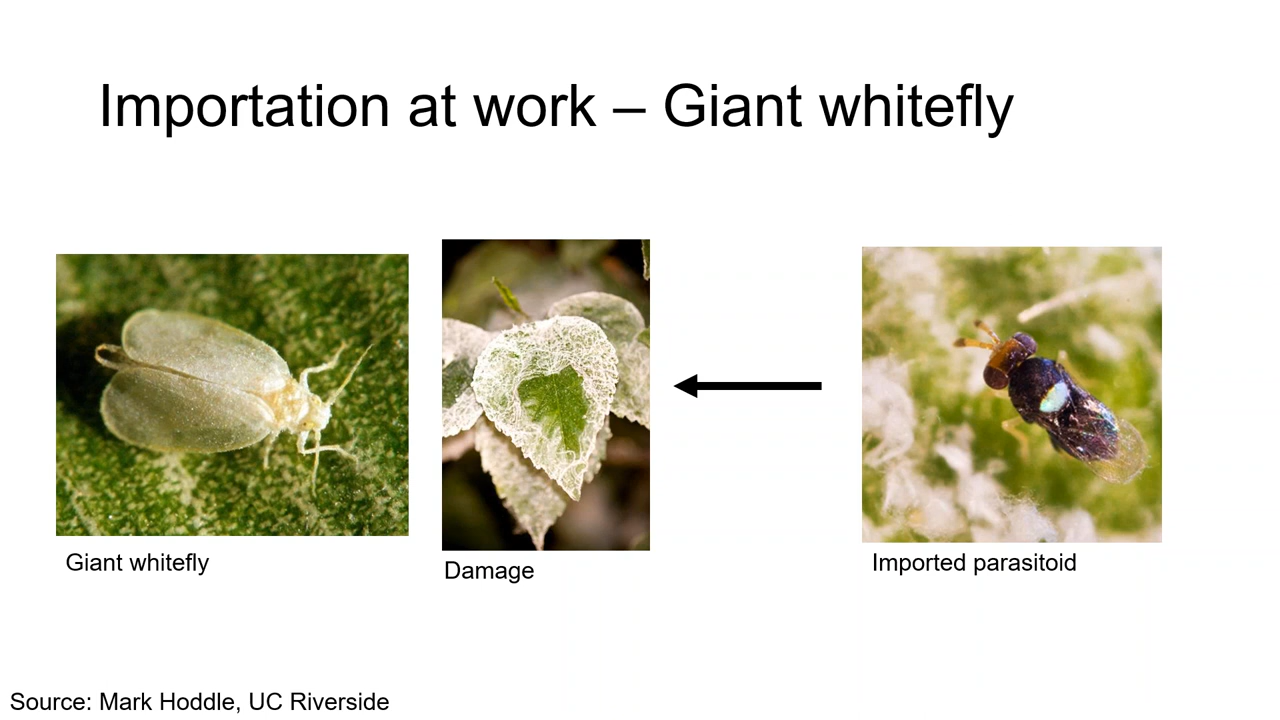 Importation at work – Giant whitefly
Giant whitefly
Damage
Imported parasitoid
Source: Mark Hoddle, UC Riverside